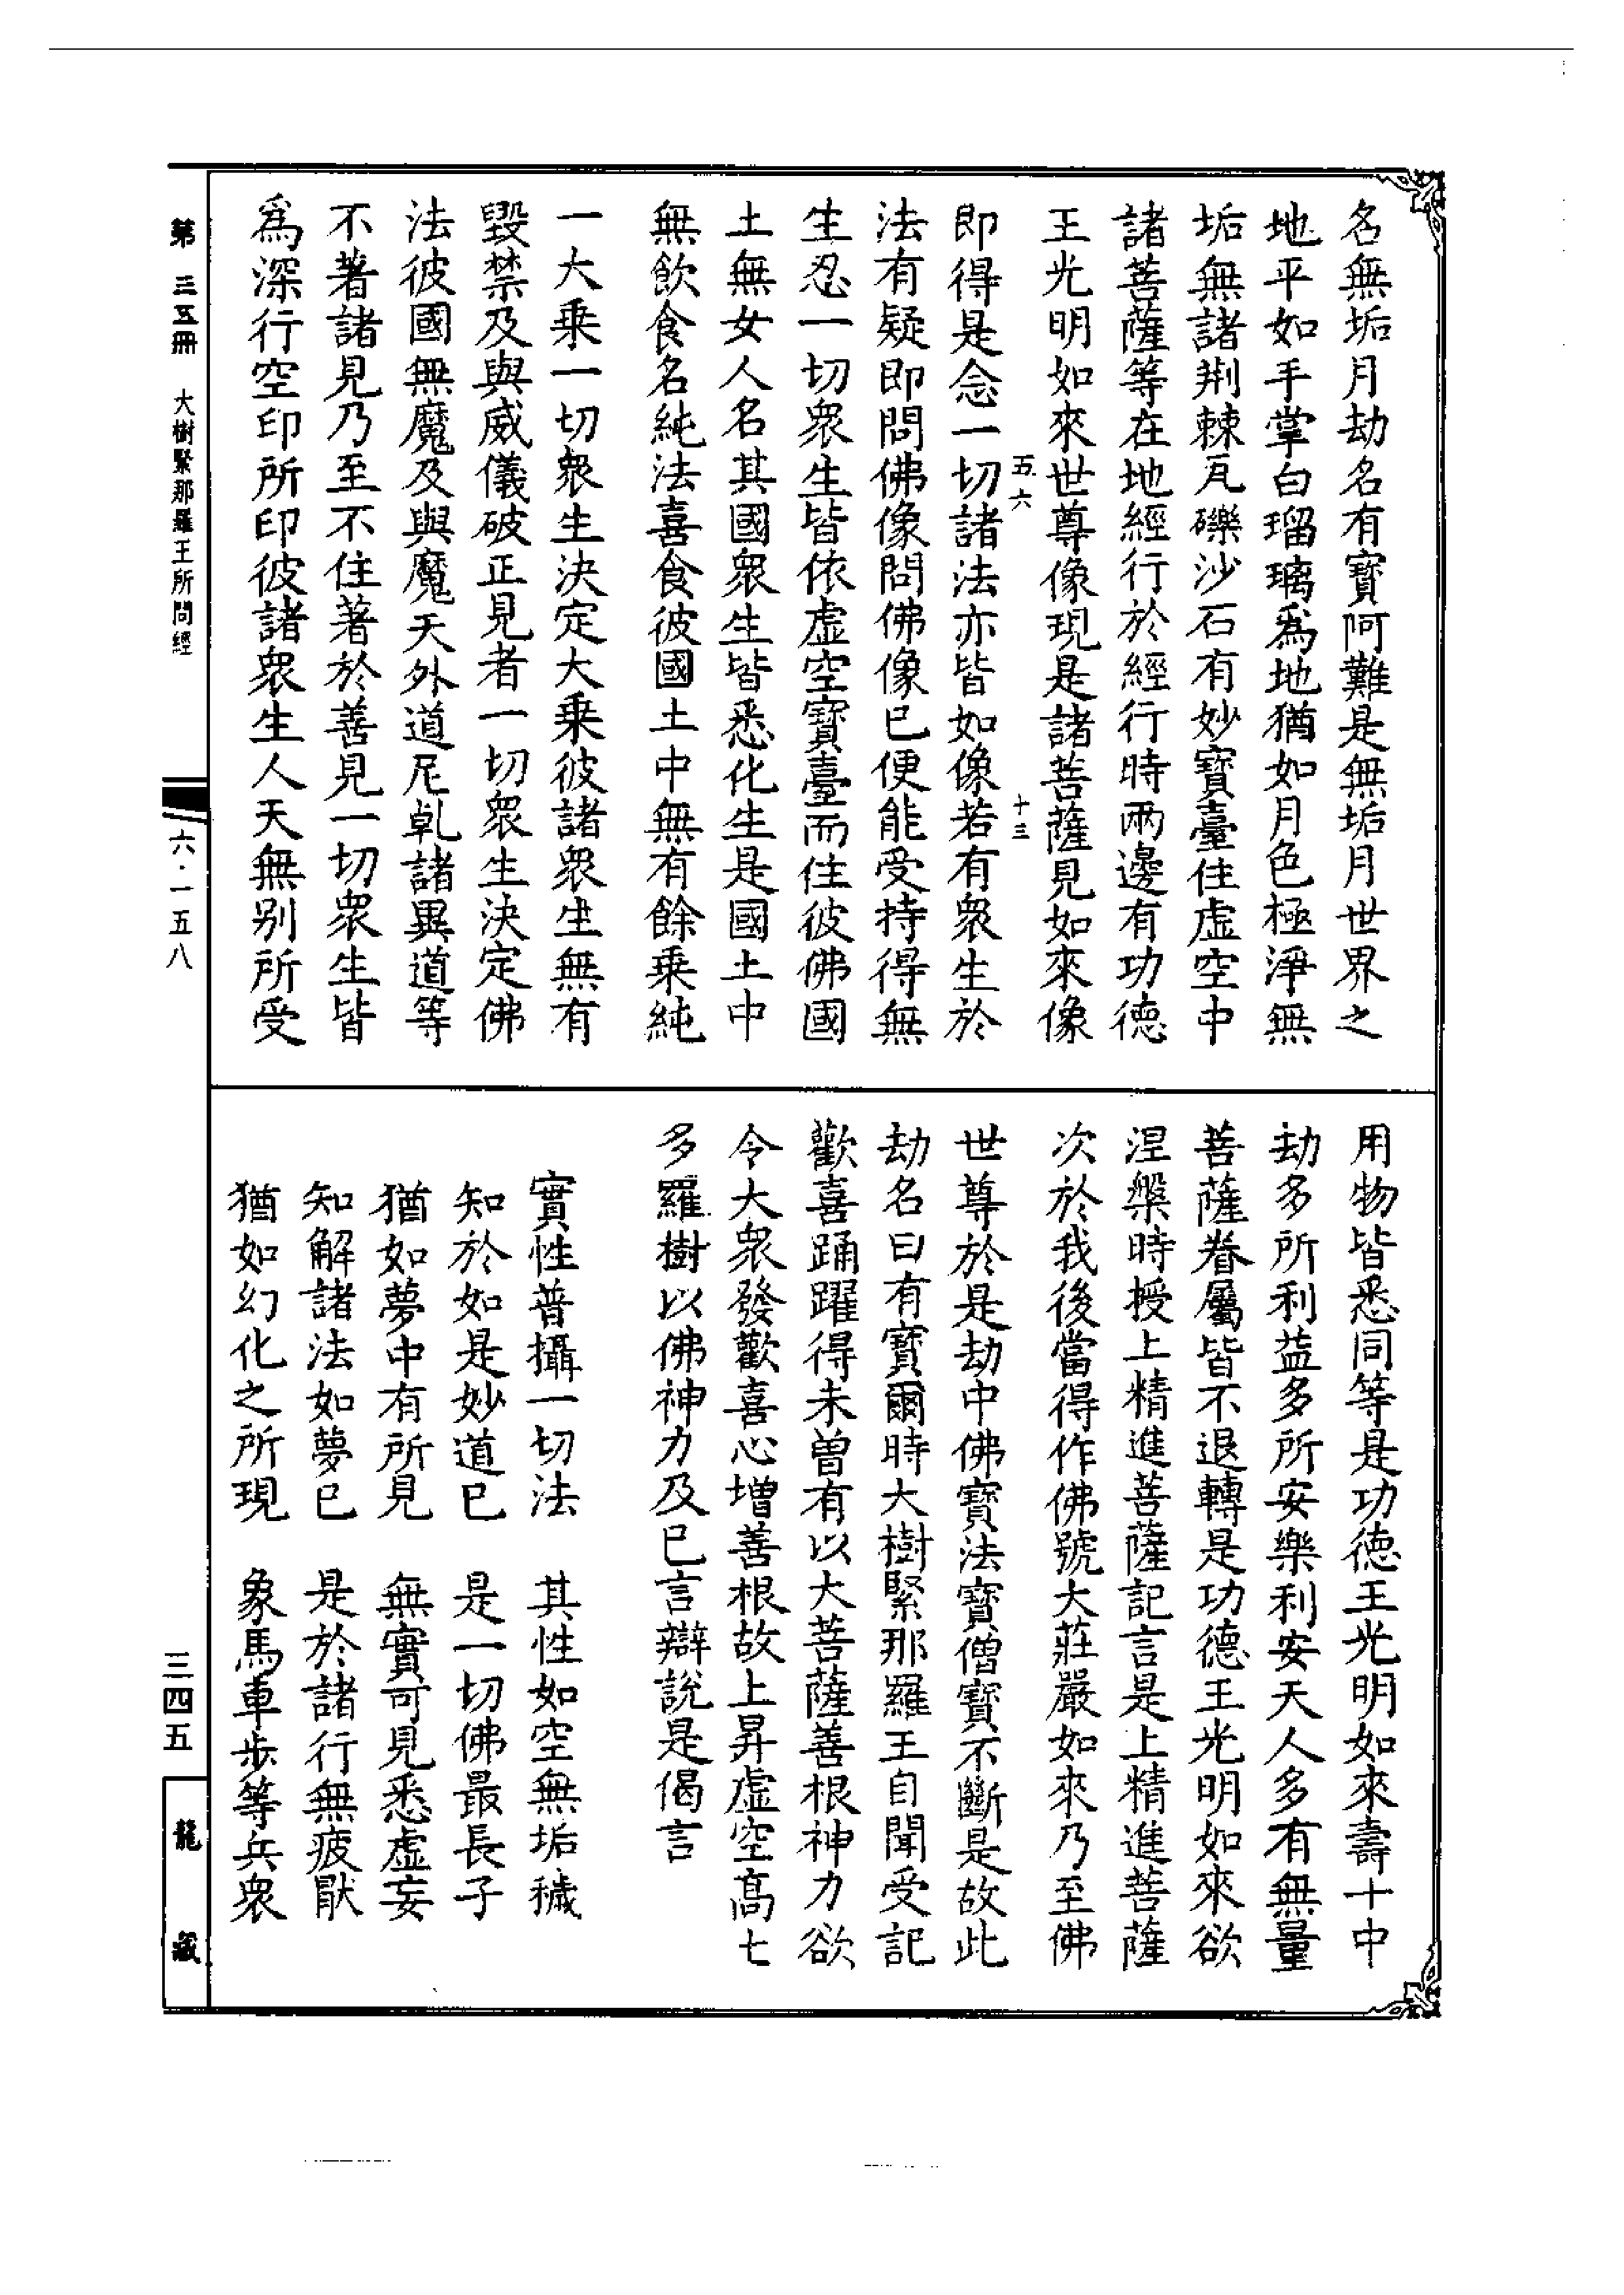 名無垢月劫名有寶阿難是無垢月世界之
地平如手掌白瑠璃爲地猶如月色極淨無
垢無諸荆棘瓦礫沙石有妙寶臺住虛空中
諸菩薩等在地經行於經行時兩邊有功德
王光明如來世尊像現是諸菩薩見如來像
五六
十三
即得是念一切諸法亦皆如像若有衆生於
法有疑即問佛像問佛像已便能受持得無
生忍一切衆生皆依虛空寶臺而住彼佛國
土無女人名其國衆生皆悉化生是國土中
無飲食名純法喜食彼國土中無有餘乘純
一大乘一切衆生決定大乘彼諸衆生無有
毀禁及與威儀破正見者一切衆生決定佛
法彼國無魔及與魔天外道尼乾諸異道等
不著諸見乃至不住著於善見一切衆生皆
爲深行空印所印彼諸衆生人天無别所受
用物皆悉同等是功德王光明如來壽十中
劫多所利益多所安樂利安天人多有無量
菩薩眷屬皆不退轉是功德王光明如來欲
涅槃時授上精進菩薩記言是上精進菩薩
次於我後當得作佛號大莊嚴如來乃至佛
世尊於是劫中佛寶法寶僧寶不斷是故此
劫名曰有寶爾時大樹緊那羅王自聞受記
歡喜踊躍得未曾有以大菩薩善根神力欲
令大衆發歡喜心增善根故上昇虛空高七
多羅樹以佛神力及已言辯說是偈言
實性普攝一切法　其性如空無垢穢
知於如是妙道已　是一切佛最長子
猶如夢中有所見　無實可見悉虛妄
知解諸法如夢已　是於諸行無疲猒
猶如幻化之所現　象馬車步等兵衆
第三五冊　大樹緊那羅王所問經
六·一五八
三四五
龍藏